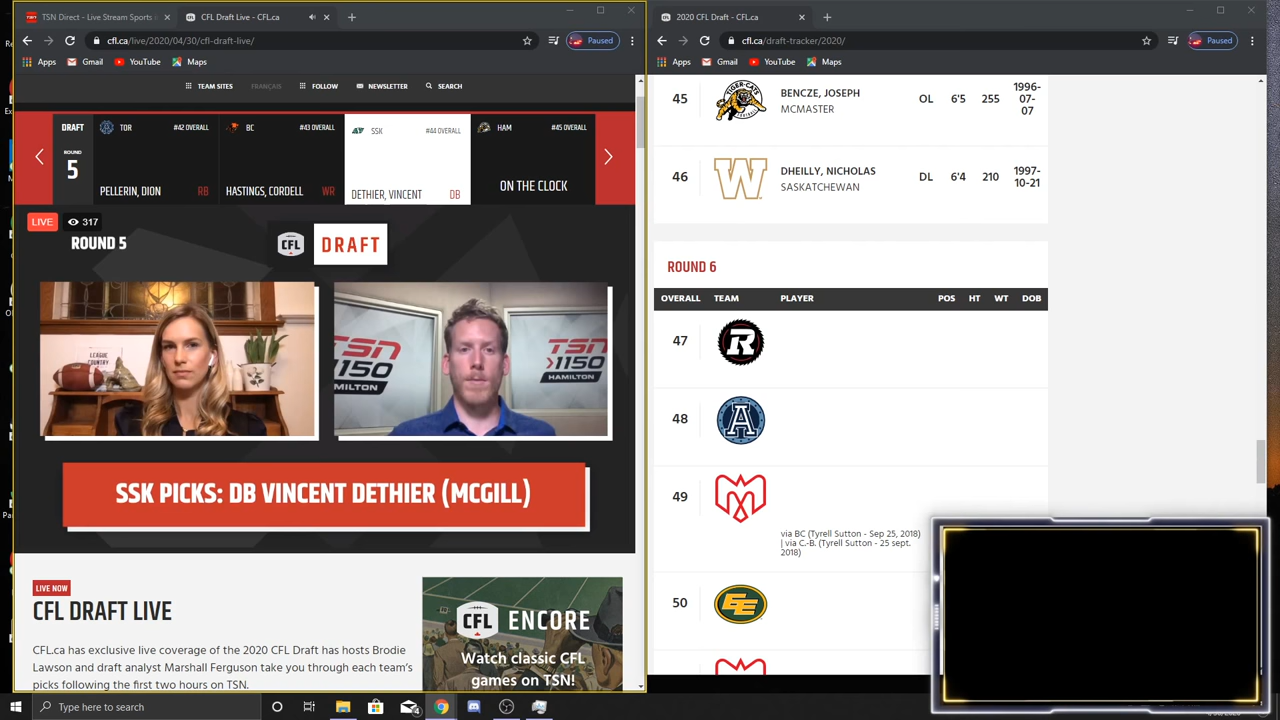 TSN Direct - Live Stream Sports
CFL Draft Live - CFL.ca
cfl.ca/live/2020/04/30/cfl-draft-live/
Paused
Apps Gmail YouTube Maps
TEAM SITES FRANÇAIS FOLLOW NEWSLETTER SEARCH
DRAFT
ROUND
5
TOR #42 OVERALL
PELLERIN, DION RB
BC #43 OVERALL
HASTINGS, CORDELL WR
SSK #44 OVERALL
DETHIER, VINCENT DB
HAM #45 OVERALL
ON THE CLOCK
LIVE 317
ROUND 5
CFL DRAFT
LEAGUE
COUNTRY
TSN
1150
HAMILTON
TSN
1150
HAMILTON
SSK PICKS: DB VINCENT DETHIER (MCGILL)
LIVE NOW
CFL DRAFT LIVE
CFL.ca has exclusive live coverage of the 2020 CFL Draft has hosts Brodie
Lawson and draft analyst Marshall Ferguson take you through each team's
picks following the first two hours on TSN.
CFL ENCORE
Watch classic CFL
games on TSN!
2020 CFL Draft - CFL.ca
cfl.ca/draft-tracker/2020/
Paused
Apps Gmail YouTube Maps
45 BENCZE, JOSEPH OL 6'5 255 1996-
07-
07
MCMASTER
46 DHEILLY, NICHOLAS DL 6'4 210 1997-
10-21
SASKATCHEWAN
ROUND 6
OVERALL TEAM PLAYER POS HT WT DOB
47
48
49
via BC (Tyrell Sutton - Sep 25, 2018)
| via C.-B. (Tyrell Sutton - 25 sept.
2018)
50
Type here to search